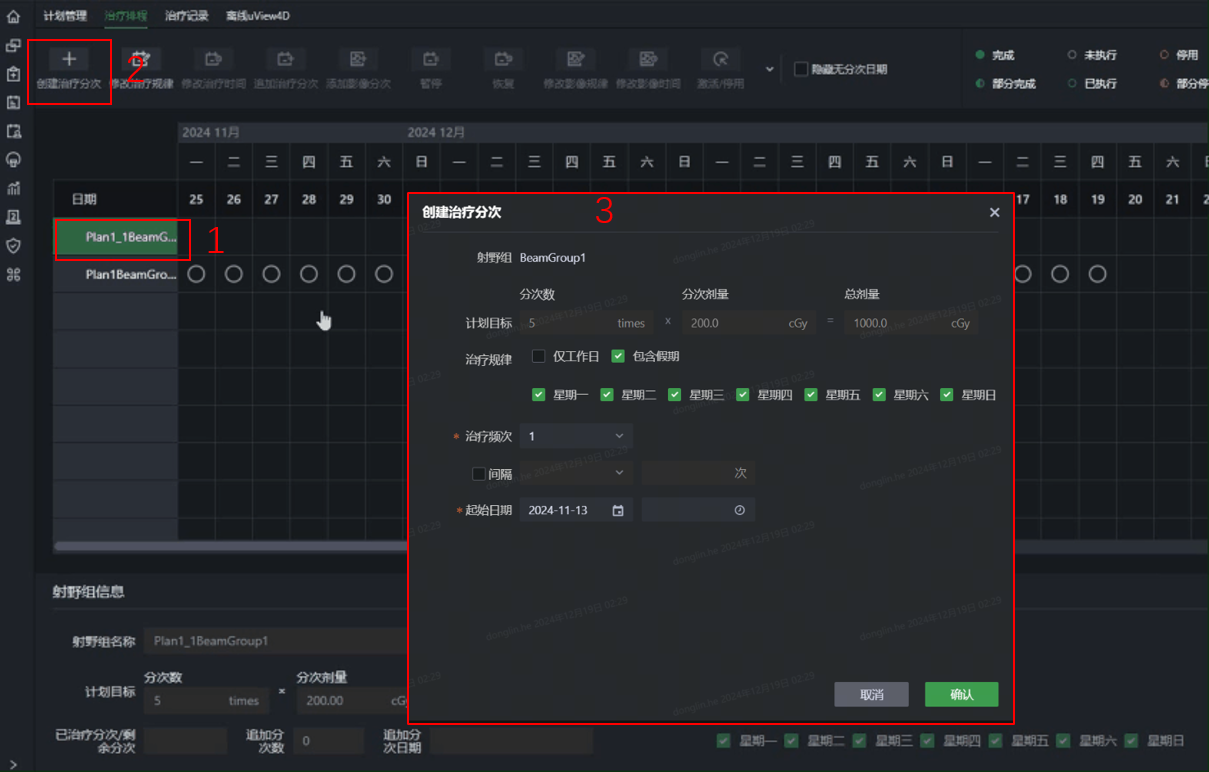 计划管理 治疗排程 治疗记录 离线uView4D
创建治疗分次 修改治疗规律 修改治疗时间 追加治疗分次 添加影像分次 暂停 恢复 修改影像规律 修改影像时间 激活/停用 隐藏无分次日期
2
完成 未执行 停用
部分完成 已执行 部分停
2024 11月 2024 12月
一 二 三 四 五 六 日 一 二 三 四 五 六 日 一 二 三 四 五 六 日 一 二 三 四 五 六
日期 25 26 27 28 29 30 17 18 19 20 21
Plan1_1BeamG... 1
Plan1BeamGro...
创建治疗分次 3
射野组 BeamGroup1
分次数 分次剂量 总剂量
计划目标 5 times x 200.0 cGy = 1000.0 cGy
治疗规律 仅工作日 包含假期
星期一 星期二 星期三 星期四 星期五 星期六 星期日
* 治疗频次 1
间隔 次
* 起始日期 2024-11-13
取消 确认
射野组信息
射野组名称 Plan1_1BeamGroup1
分次数 分次剂量
计划目标 5 times x 200.00 cG
已治疗分次/剩余分次 追加分次数 0 追加分次日期
星期一 星期二 星期三 星期四 星期五 星期六 星期日